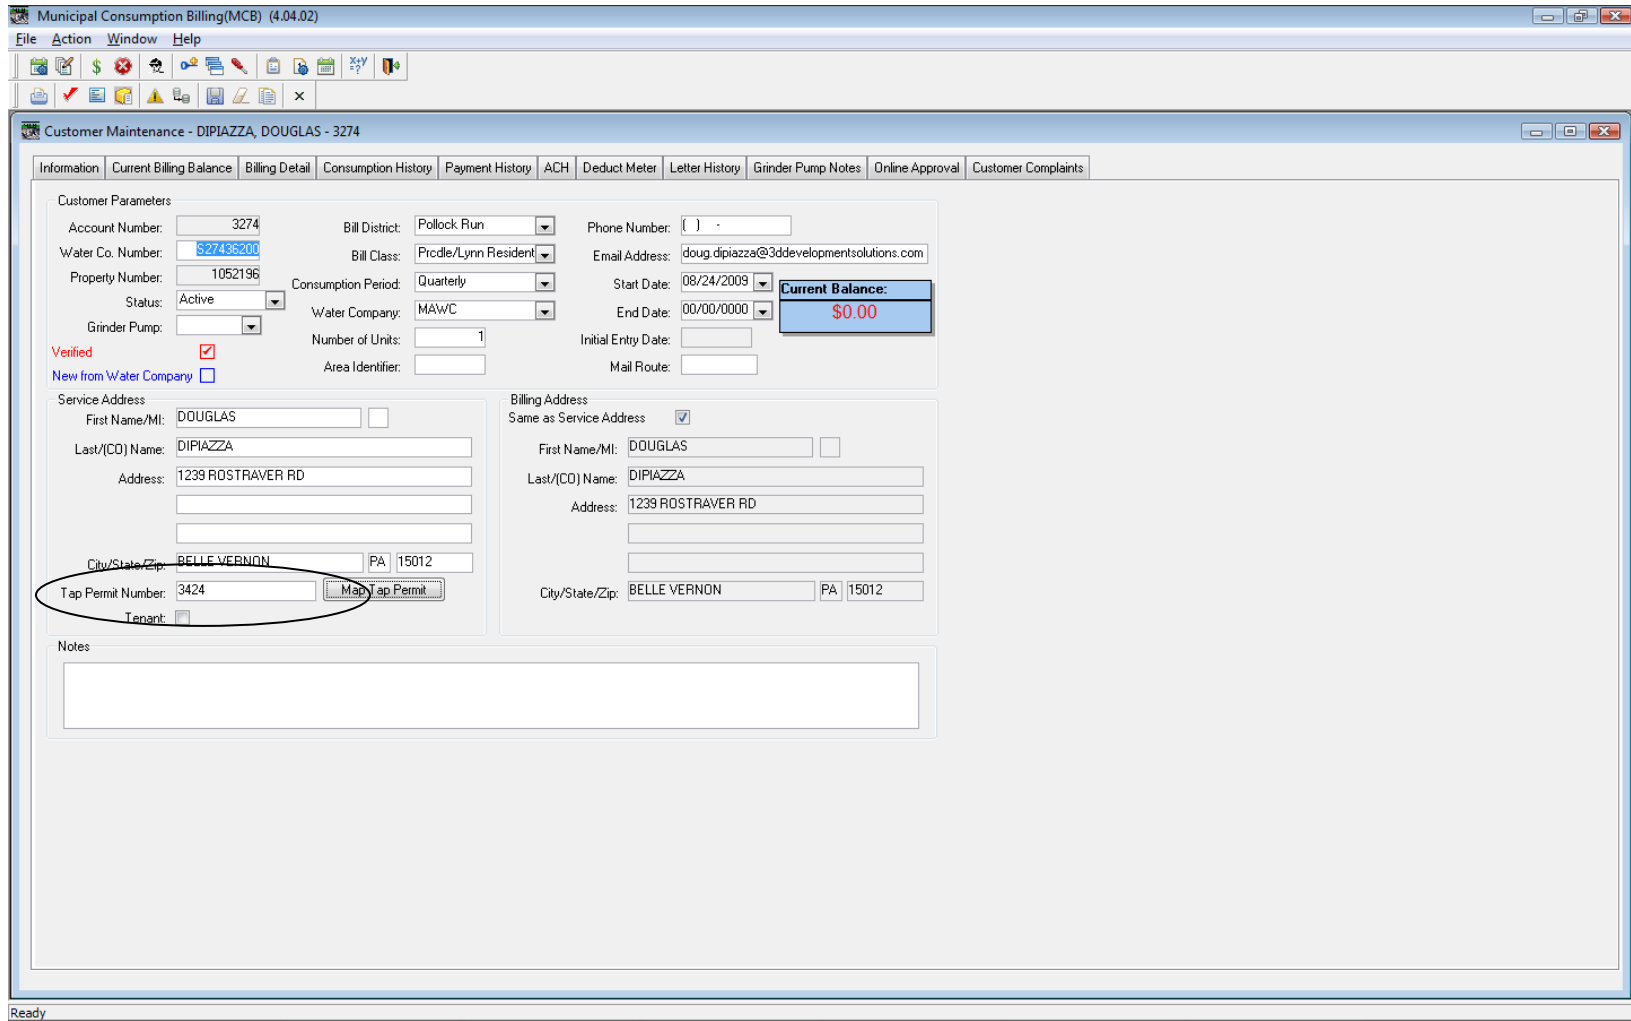 Municipal Consumption Billing(MCB) (4.04.02)
File Action Window Help
X+Y
=?
Customer Maintenance - DIPIAZZA, DOUGLAS - 3274
Information Current Billing Balance Billing Detail Consumption History Payment History ACH Deduct Meter Letter History Grinder Pump Notes Online Approval Customer Complaints
Customer Parameters
Account Number: 3274 Bill District: Pollock Run Phone Number: ( ) -
Water Co. Number: S27436200 Bill Class: Prcdle/Lynn Resident Email Address: doug.dipiazza@3ddevelopmentsolutions.com
Property Number: 1052196 Consumption Period: Quarterly Start Date: 08/24/2009 Current Balance:
Status: Active Water Company: MAWC End Date: 00/00/0000 $0.00
Grinder Pump: Number of Units: 1 Initial Entry Date:
Verified Area Identifier: Mail Route:
New from Water Company
Service Address
First Name/MI: DOUGLAS
Last/(CO) Name: DIPIAZZA
Address: 1239 ROSTRAVER RD
City/State/Zip: BELLE VERNON PA 15012
Tap Permit Number: 3424 Map Tap Permit
Tenant:
Billing Address
Same as Service Address
First Name/MI: DOUGLAS
Last/(CO) Name: DIPIAZZA
Address: 1239 ROSTRAVER RD
City/State/Zip: BELLE VERNON PA 15012
Notes
Ready